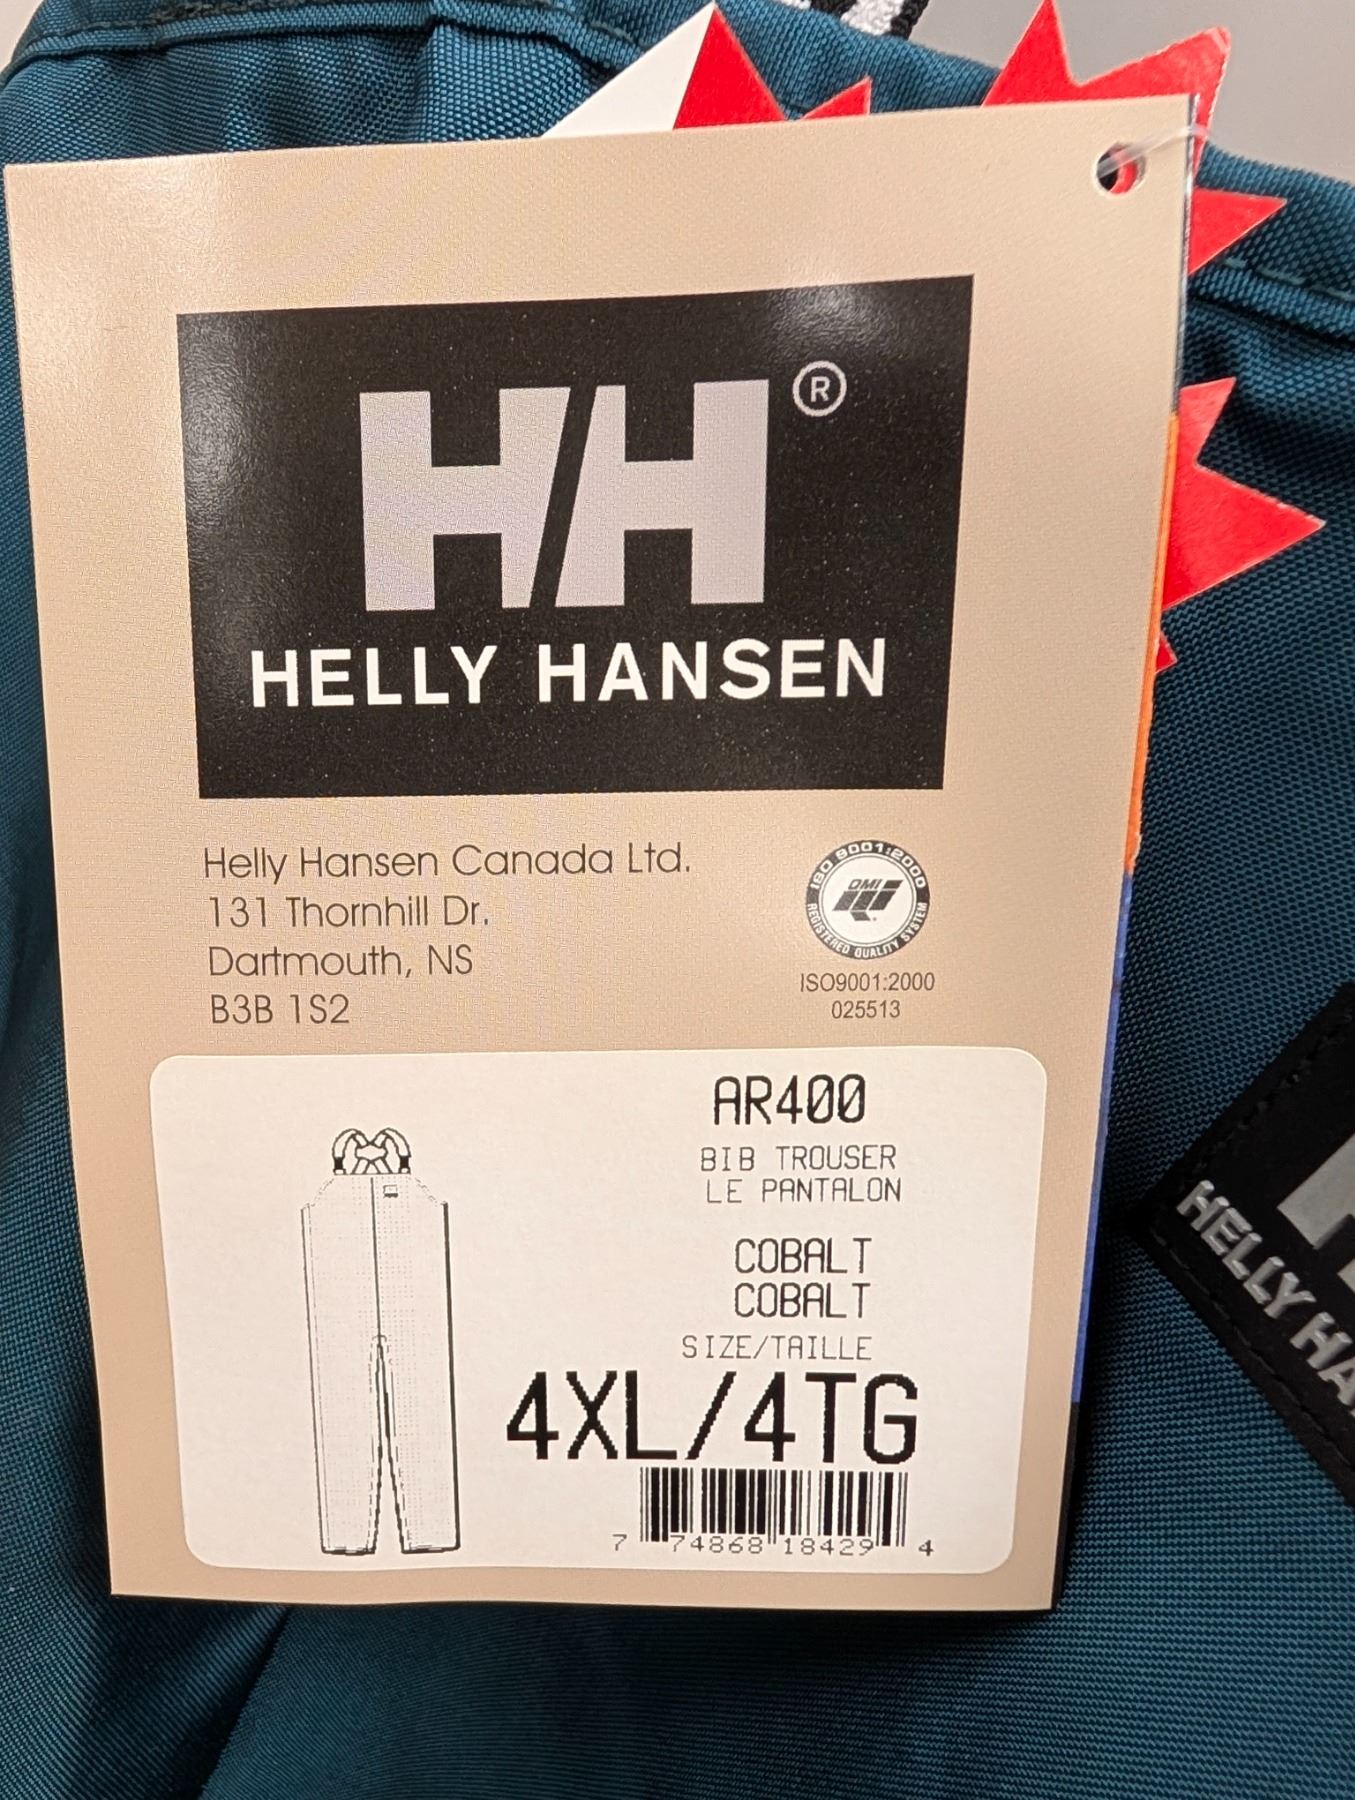 HH®
HELLY HANSEN
Helly Hansen Canada Ltd.
131 Thornhill Dr.
Dartmouth, NS
B3B 1S2
ISO 9001:2000
QMI
REGISTERED QUALITY SYSTEM
ISO9001:2000
025513
AR400
BIB TROUSER
LE PANTALON
COBALT
COBALT
SIZE/TAILLE
4XL/4TG
7 74868 18429 4
HELLY HA